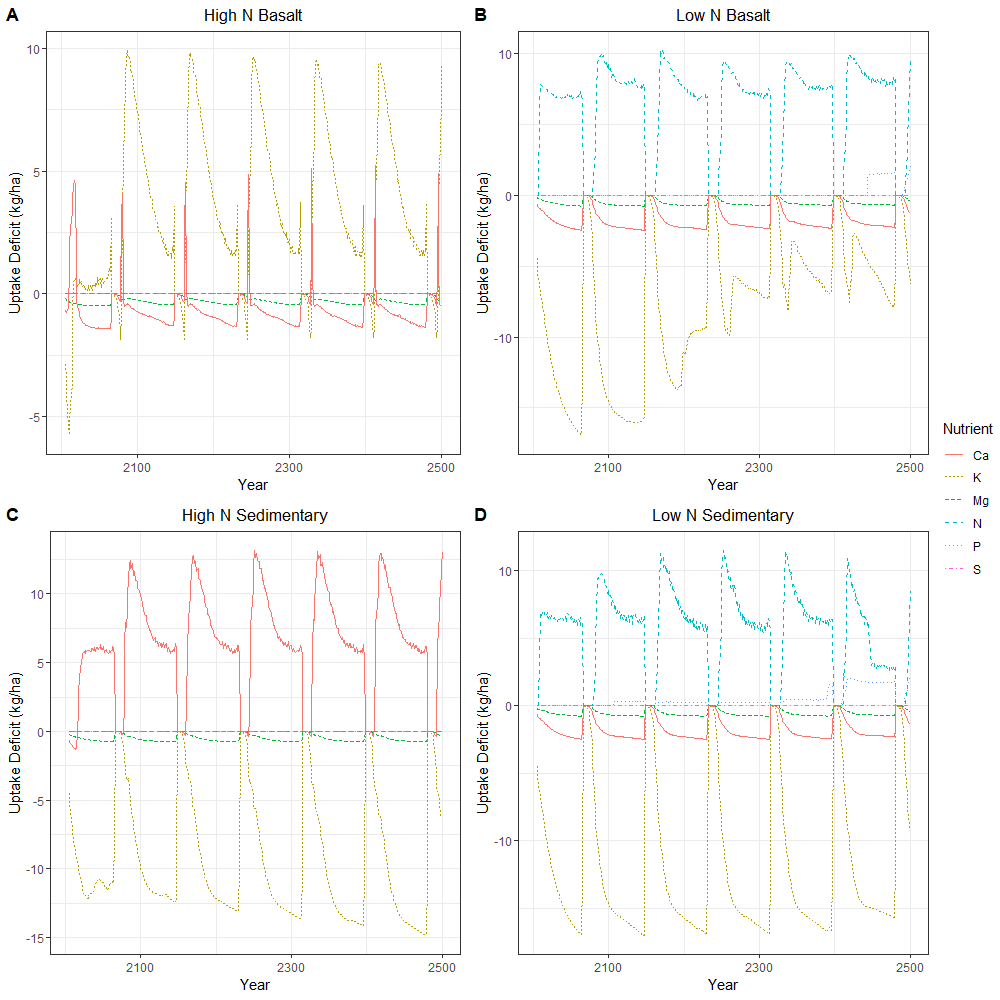 A High N Basalt
10
5
0
-5
Uptake Deficit (kg/ha)
2100 2300 2500
Year
B Low N Basalt
10
0
-10
Uptake Deficit (kg/ha)
2100 2300 2500
Year
C High N Sedimentary
10
5
0
-5
-10
-15
Uptake Deficit (kg/ha)
2100 2300 2500
Year
D Low N Sedimentary
10
0
-10
Uptake Deficit (kg/ha)
2100 2300 2500
Year
Nutrient
Ca
K
Mg
N
P
S